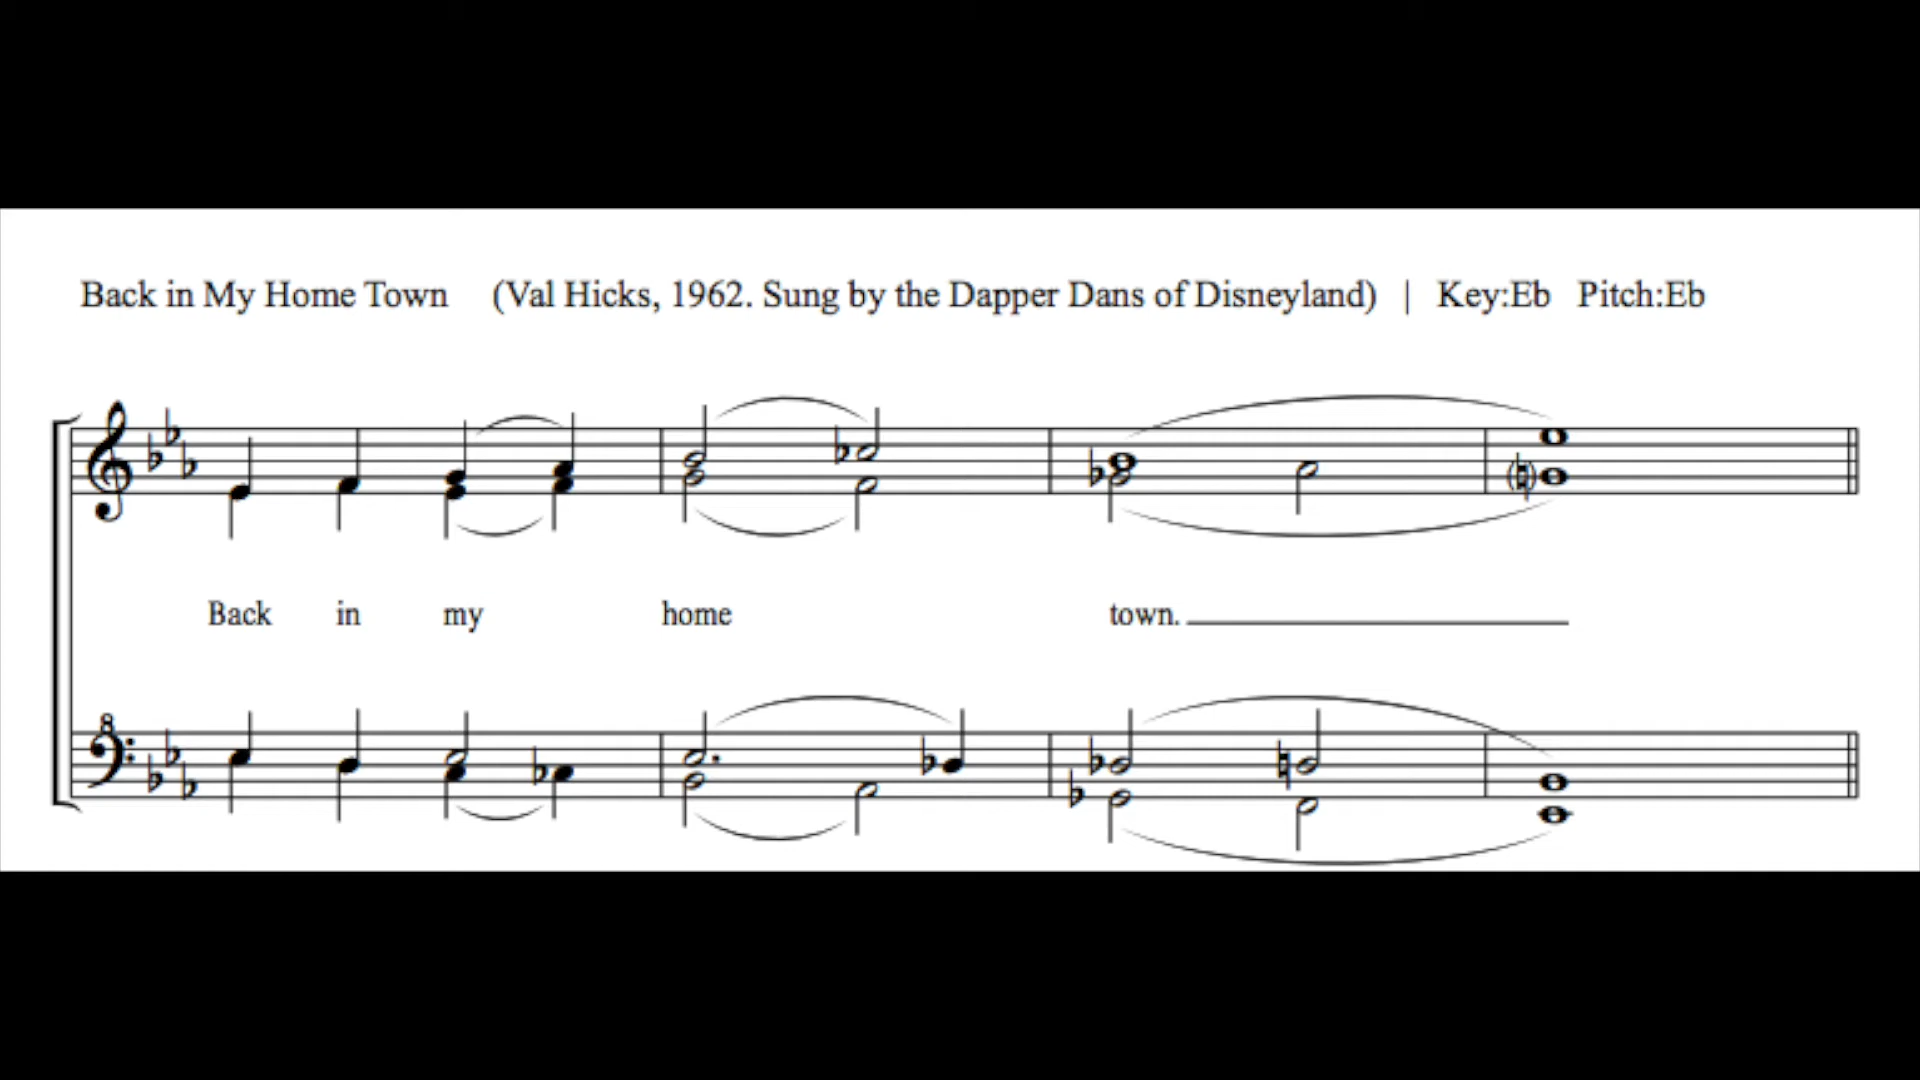 Back in My Home Town (Val Hicks, 1962. Sung by the Dapper Dans of Disneyland) | Key:Eb Pitch:Eb
Back in my home town.
8